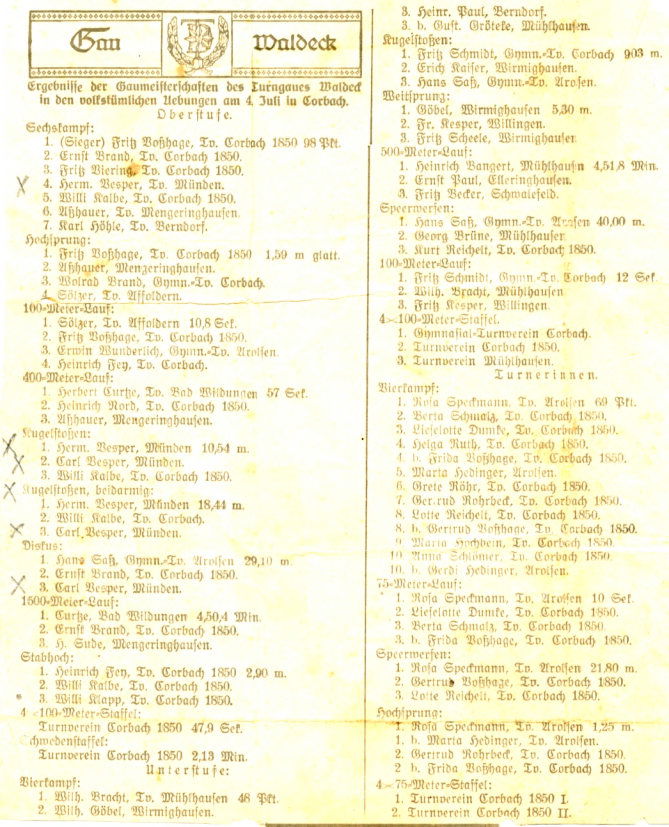 Gau Waldeck
Ergebnisse der Gaumeisterschaften des Turngaues Waldeck
in den volkstümlichen Uebungen am 4. Juli in Corbach.
Oberstufe.
Sechskampf:
1. (Sieger) Fritz Voßhage, Tv. Corbach 1850 98 Pkt.
2. Ernst Brand, Tv. Corbach 1850.
3. Fritz Viering, Tv. Corbach 1850.
4. Herm. Vesper, Tv. Münden.
5. Willi Kalbe, Tv. Corbach 1850.
6. Aßhauer, Tv. Mengeringhausen.
7. Karl Höhle, Tv. Berndorf.
Hochsprung:
1. Fritz Voßhage, Tv. Corbach 1850 1,59 m glatt.
2. Aßhauer, Mengeringhausen.
3. Wolrad Brand, Gymn.-Tv. Corbach.
4. Sölzer, Tv. Affoldern.
100-Meter-Lauf:
1. Sölzer, Tv. Affoldern 10,8 Sek.
2. Fritz Voßhage, Tv. Corbach 1850.
3. Erwin Wunderlich, Gymn.-Tv. Arolsen.
4. Heinrich Fey, Tv. Corbach.
400-Meter-Lauf:
1. Herbert Curtze, Tv. Bad Wildungen 57 Sek.
2. Heinrich Nord, Tv. Corbach 1850.
3. Aßhauer, Mengeringhausen.
Kugelstoßen:
1. Herm. Vesper, Münden 10,54 m.
2. Carl Vesper, Münden.
3. Willi Kalbe, Tv. Corbach 1850.
Kugelstoßen, beidarmig:
1. Herm. Vesper, Münden 18,44 m.
2. Willi Kalbe, Tv. Corbach.
3. Carl Vesper, Münden.
Diskus:
1. Hans Saß, Gymn.-Tv. Arolsen 29,10 m.
2. Ernst Brand, Tv. Corbach 1850.
3. Carl Vesper, Münden.
1500-Meter-Lauf:
1. Curtze, Bad Wildungen 4,50,4 Min.
2. Ernst Brand, Tv. Corbach 1850.
3. H. Sude, Mengeringhausen.
Stabhoch:
1. Heinrich Fey, Tv. Corbach 1850 2,90 m.
2. Willi Kalbe, Tv. Corbach 1850.
3. Willi Klapp, Tv. Corbach 1850.
4×100-Meter-Staffel:
Turnverein Corbach 1850 47,9 Sek.
Schwedenstaffel:
Turnverein Corbach 1850 2,13 Min.
Unterstufe:
Vierkampf:
1. Wilh. Bracht, Tv. Mühlhausen 48 Pkt.
2. Wilh. Göbel, Wirmighausen.
3. Heinr. Paul, Berndorf.
3. b. Gust. Gröteke, Mühlhausen.
Kugelstoßen:
1. Fritz Schmidt, Gymn.-Tv. Corbach 903 m.
2. Erich Kaiser, Wirmighausen.
3. Hans Saß, Gymn.-Tv. Arolsen.
Weitsprung:
1. Göbel, Wirmighausen 5,30 m.
2. Fr. Kesper, Willingen.
3. Fritz Scheele, Wirmighausen
500-Meter-Lauf:
1. Heinrich Bangert, Mühlhausen 4,51,8 Min.
2. Ernst Paul, Elleringhausen.
3. Fritz Becker, Schwalefeld.
Speerwerfen:
1. Hans Saß, Gymn.-Tv. Arolsen 40,00 m.
2. Georg Brüne, Mühlhausen
3. Kurt Reichelt, Tv. Corbach 1850.
100-Meter-Lauf:
1. Fritz Schmidt, Gymn.-Tv. Corbach 12 Sek.
2. Wilh. Bracht, Mühlhausen
3. Fritz Kesper, Willingen.
4×100-Meter-Staffel.
1. Gymnasial-Turnverein Corbach.
2. Turnverein Corbach 1850.
3. Turnverein Mühlhausen.
Turnerinnen.
Vierkampf:
1. Rosa Speckmann, Tv. Arolsen 69 Pkt.
2. Berta Schmalz, Tv. Corbach 1850.
3. Lieselotte Dumke, Tv. Corbach 1850.
4. Helga Ruth, Tv. Corbach 1850.
4. b. Frida Voßhage, Tv. Corbach 1850.
5. Marta Hedinger, Arolsen.
6. Grete Röhr, Tv. Corbach 1850.
7. Gertrud Rohrbeck, Tv. Corbach 1850.
8. Lotte Reichelt, Tv. Corbach 1850.
8. b. Gertrud Voßhage, Tv. Corbach 1850.
9. Maria Hochbein, Tv. Corbach 1850.
10. Anna Schlömer, Tv. Corbach 1850.
10. b. Gerdi Hedinger, Arolsen.
75-Meter-Lauf:
1. Rosa Speckmann, Tv. Arolsen 10 Sek.
2. Lieselotte Dumke, Tv. Corbach 1850.
3. Berta Schmalz, Tv. Corbach 1850.
3. b. Frida Voßhage, Tv. Corbach 1850.
Speerwerfen:
1. Rosa Speckmann, Tv. Arolsen 21,80 m.
2. Gertrud Voßhage, Tv. Corbach 1850.
3. Lotte Reichelt, Tv. Corbach 1850.
Hochsprung:
1. Rosa Speckmann, Tv. Arolsen 1,25 m.
1. b. Marta Hedinger, Tv. Arolsen.
2. Gertrud Rohrbeck, Tv. Corbach 1850.
2 b. Frida Voßhage, Tv. Corbach 1850.
4×75-Meter-Staffel:
1. Turnverein Corbach 1850 I.
2. Turnverein Corbach 1850 II.